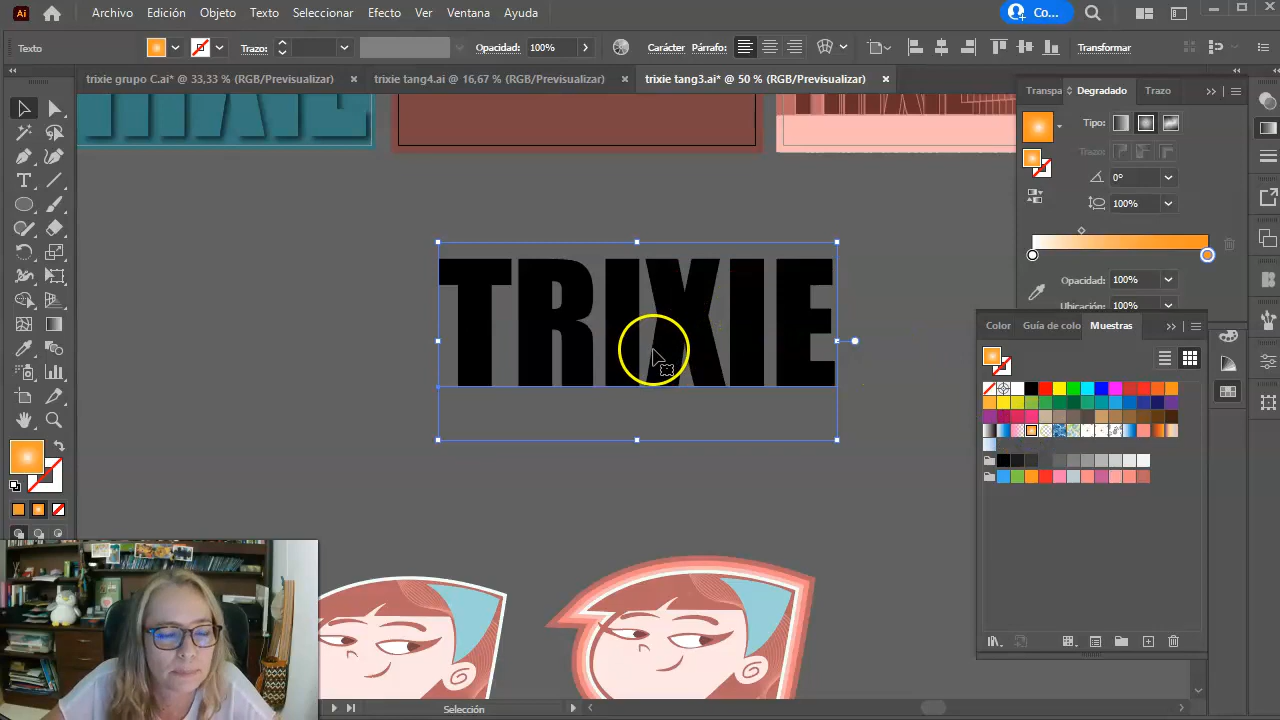 Ai
Archivo Edición Objeto Texto Seleccionar Efecto Ver Ventana Ayuda
Co...
Texto
Trazo:
Opacidad: 100%
Carácter Párrafo:
Transformar
trixie grupo C.ai* @ 33,33 % (RGB/Previsualizar)
trixie tang4.ai @ 16,67 % (RGB/Previsualizar)
trixie tang3.ai* @ 50 % (RGB/Previsualizar)
Transpa Degradado Trazo
Tipo:
Trazo:
0°
100%
Opacidad: 100%
Ubicación: 100%
TRIXIE
Color Guía de colo Muestras
Selección